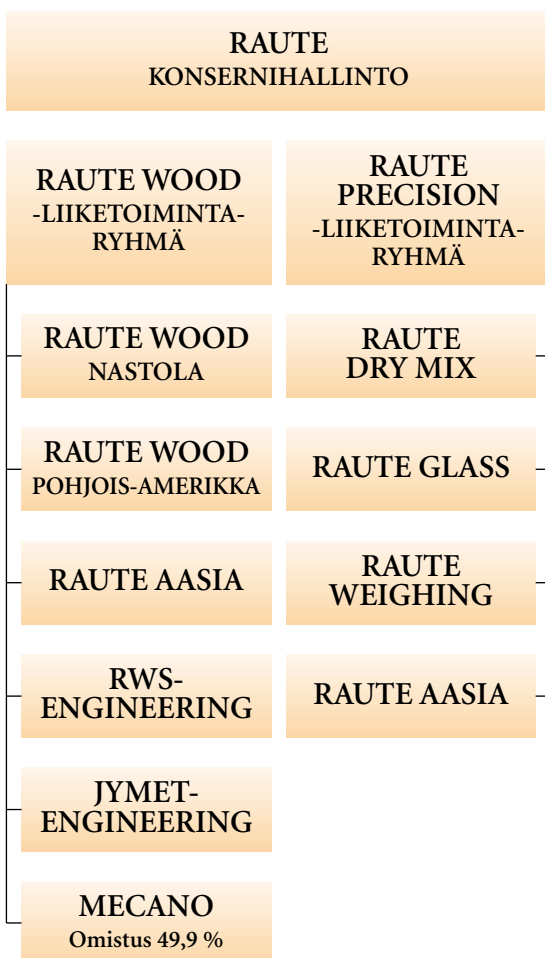 RAUTE
KONSERNIHALLINTO
RAUTE WOOD
-LIIKETOIMINTA-
RYHMÄ
RAUTE
PRECISION
-LIIKETOIMINTA-
RYHMÄ
RAUTE WOOD
NASTOLA
RAUTE WOOD
POHJOIS-AMERIKKA
RAUTE AASIA
RWS-
ENGINEERING
JYMET-
ENGINEERING
MECANO
Omistus 49,9 %
RAUTE
DRY MIX
RAUTE GLASS
RAUTE
WEIGHING
RAUTE AASIA